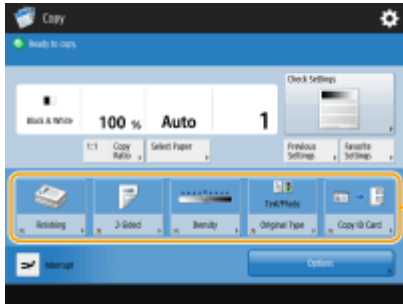 Copy
Ready to copy.
Check Settings
Black & White
100 %
Auto
1
1:1
Copy Ratio
Select Paper
Previous Settings
Favorite Settings
Text/Photo
Finishing
2-Sided
Density
Original Type
Copy ID Card
Interrupt
Options